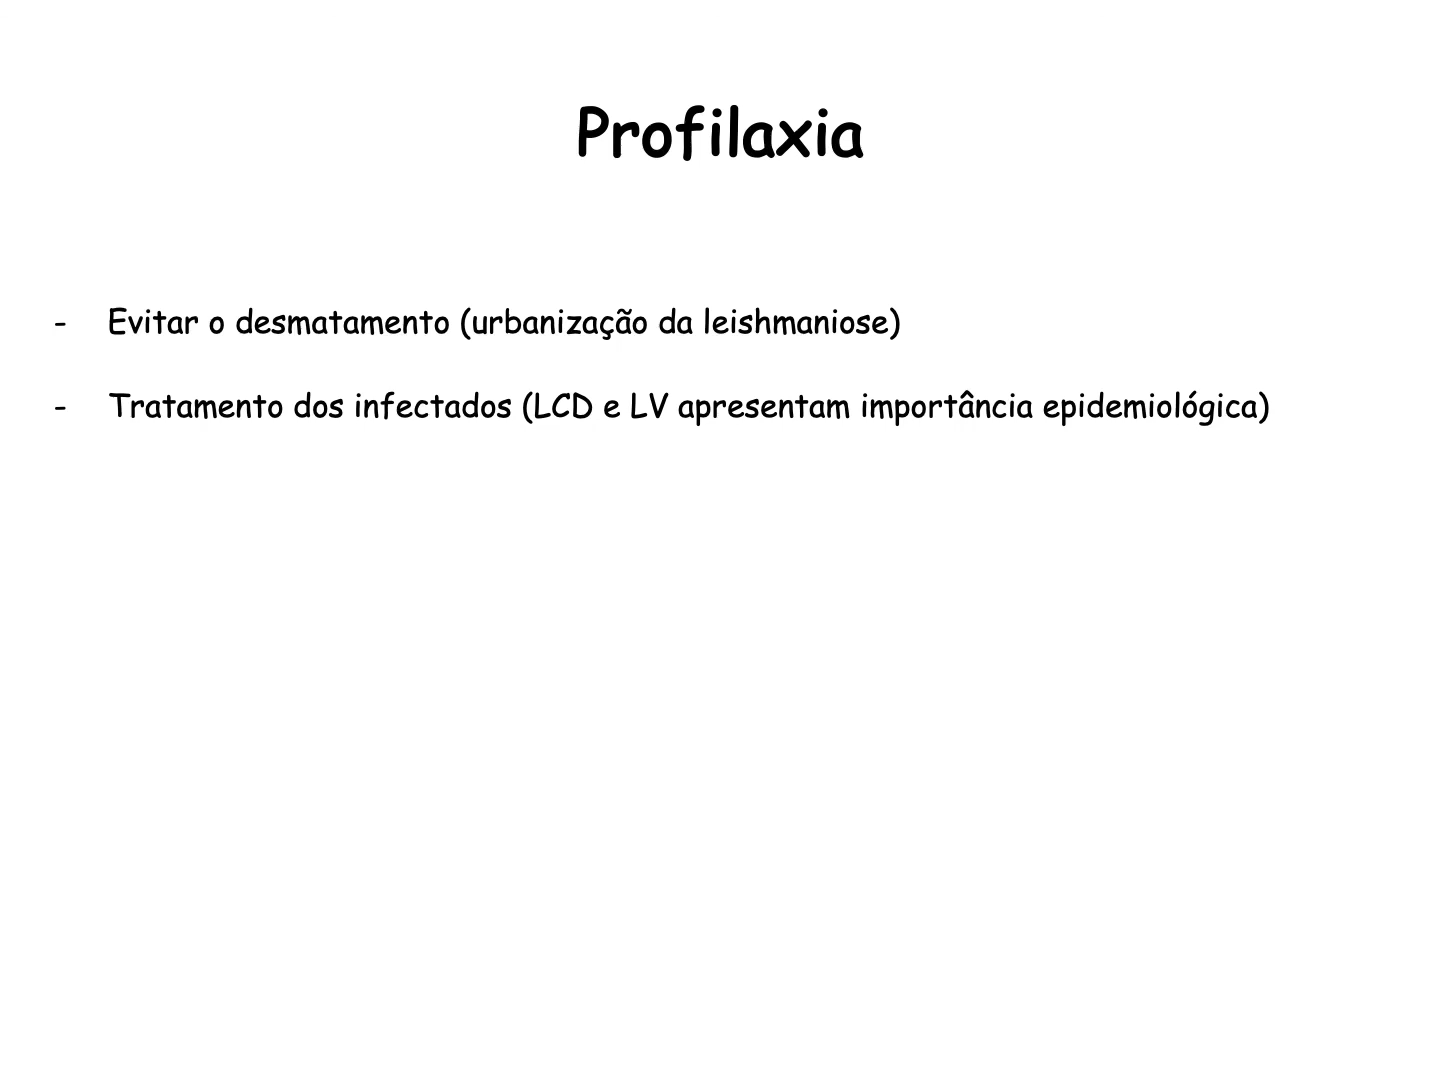 Profilaxia
- Evitar o desmatamento (urbanização da leishmaniose)
- Tratamento dos infectados (LCD e LV apresentam importância epidemiológica)